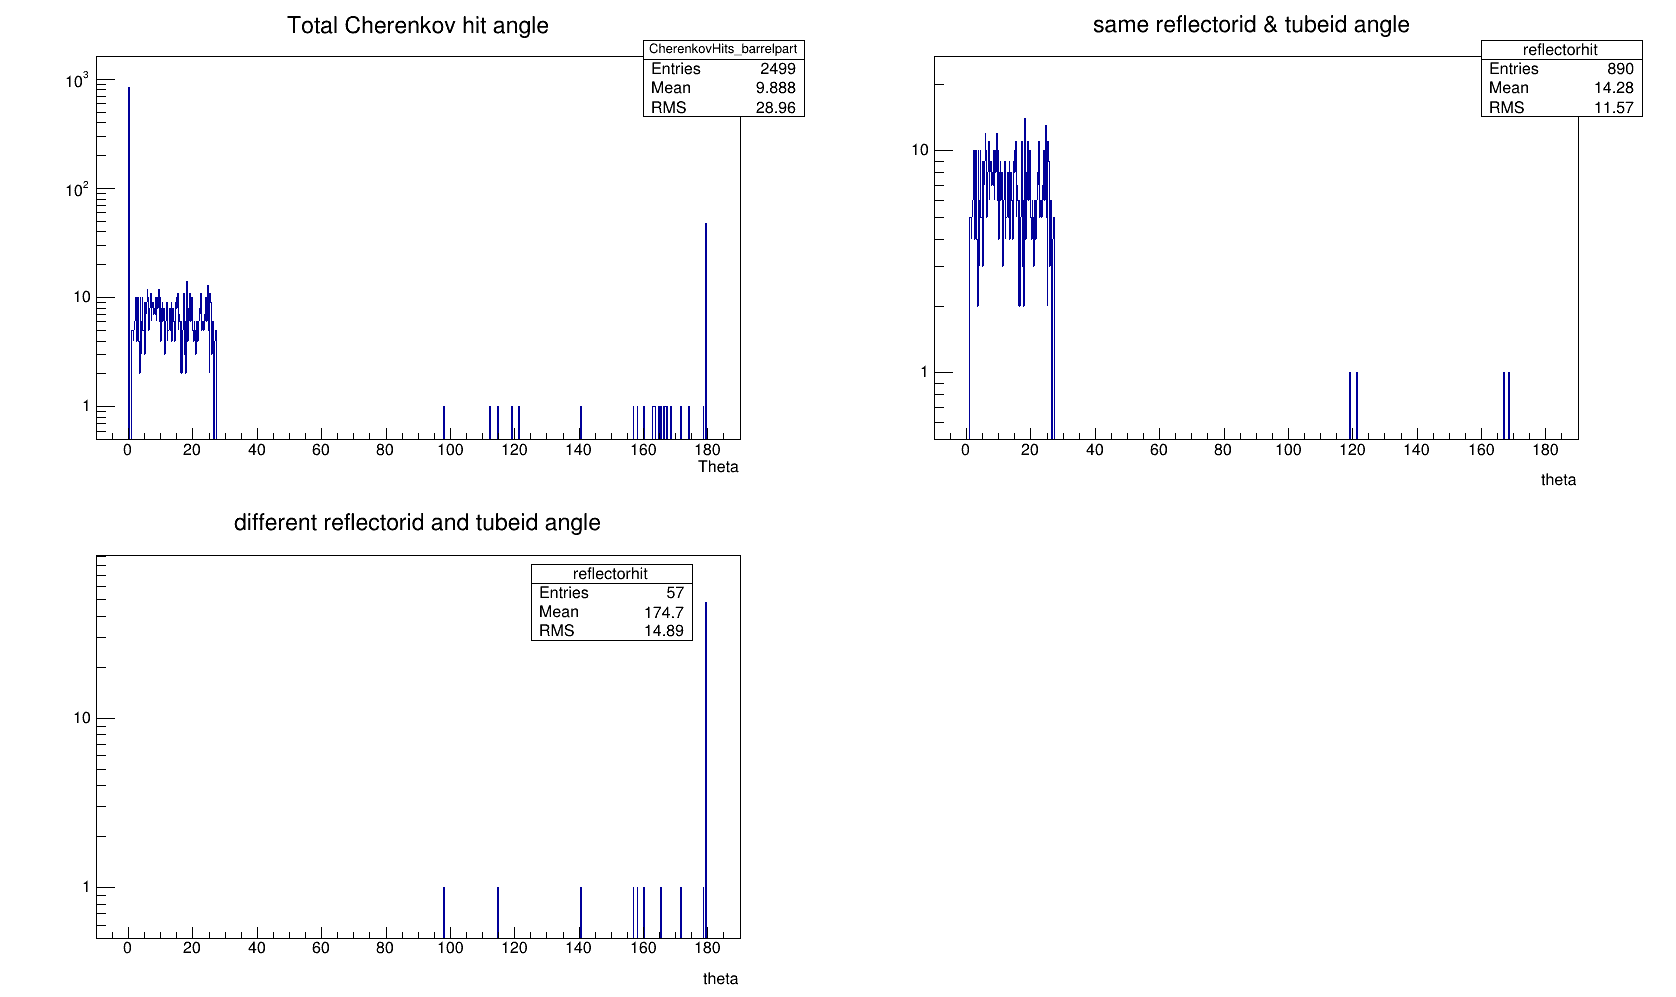 Total Cherenkov hit angle
CherenkovHits_barrelpart
Entries 2499
Mean 9.888
RMS 28.96
10³
10²
10
1
0 20 40 60 80 100 120 140 160 180
Theta
same reflectorid & tubeid angle
reflectorhit
Entries 890
Mean 14.28
RMS 11.57
10
1
0 20 40 60 80 100 120 140 160 180
theta
different reflectorid and tubeid angle
reflectorhit
Entries 57
Mean 174.7
RMS 14.89
10
1
0 20 40 60 80 100 120 140 160 180
theta